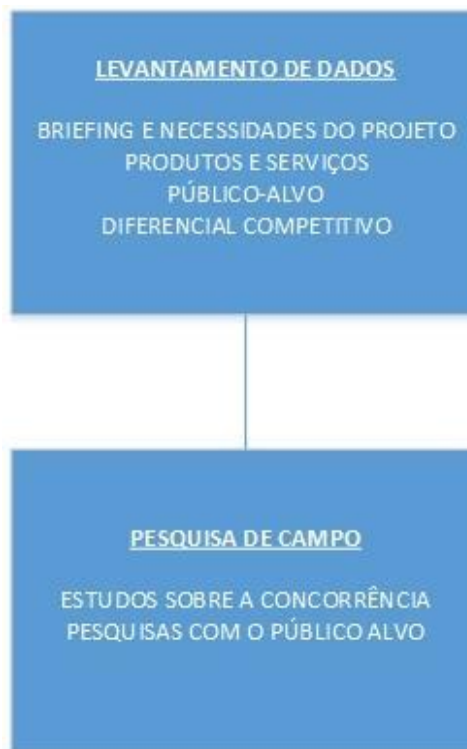 LEVANTAMENTO DE DADOS
BRIEFING E NECESSIDADES DO PROJETO
PRODUTOS E SERVIÇOS
PÚBLICO-ALVO
DIFERENCIAL COMPETITIVO
PESQUISA DE CAMPO
ESTUDOS SOBRE A CONCORRÊNCIA
PESQUISAS COM O PÚBLICO ALVO